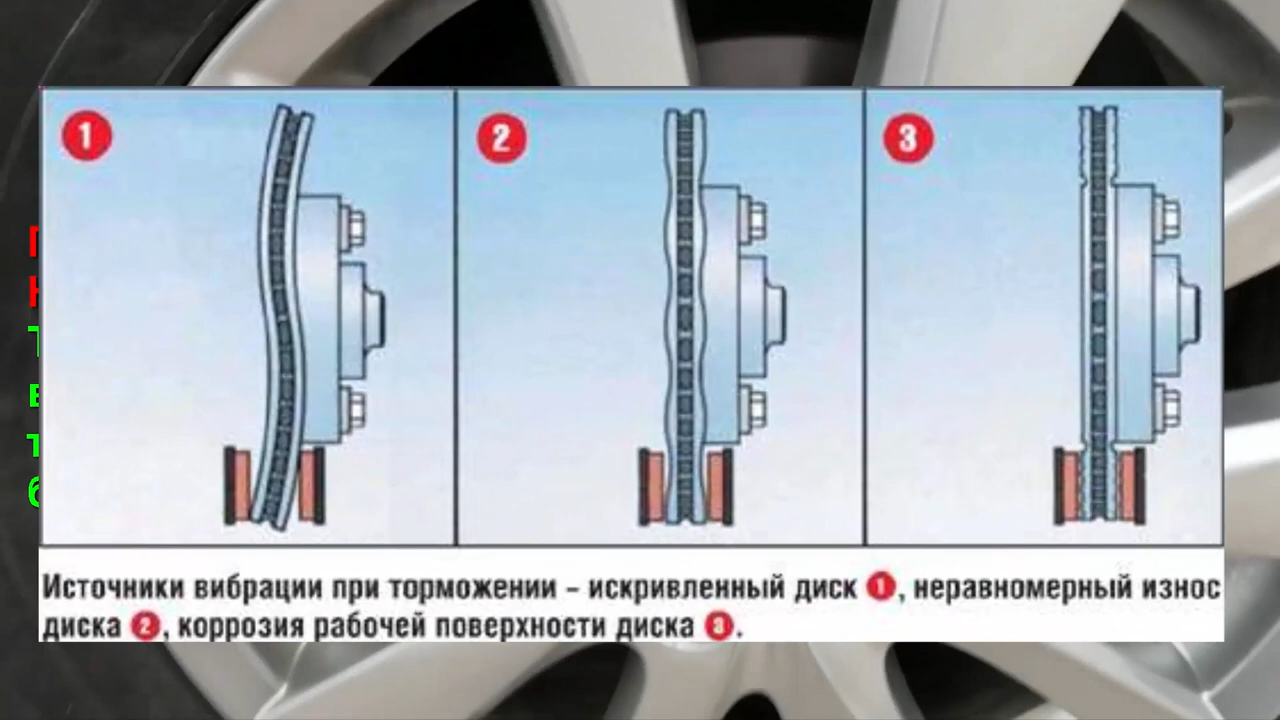 1
2
3
Источники вибрации при торможении – искривленный диск 1, неравномерный износ
диска 2, коррозия рабочей поверхности диска 3.